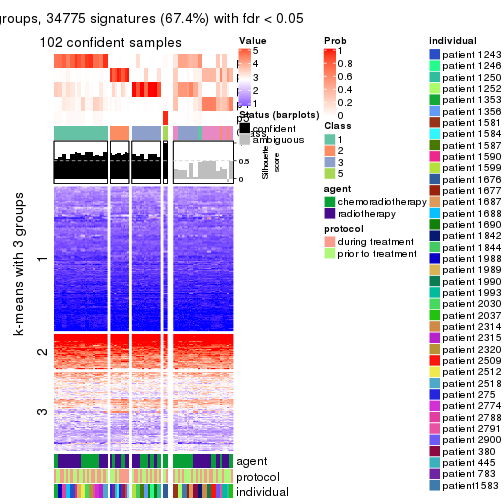 groups, 34775 signatures (67.4%) with fdr < 0.05
102 confident samples
k-means with 3 groups
1
2
3
Value
5
4
3
2
1
Status (barplots)
confident
ambiguous
1
0.5
0
Silhouette
score
Prob
1
0.8
0.6
0.4
0.2
0
Class
1
2
3
5
agent
chemoradiotherapy
radiotherapy
protocol
during treatment
prior to treatment
individual
patient 1243
patient 1246
patient 1250
patient 1252
patient 1353
patient 1356
patient 1581
patient 1584
patient 1587
patient 1590
patient 1599
patient 1676
patient 1677
patient 1687
patient 1688
patient 1690
patient 1842
patient 1844
patient 1988
patient 1989
patient 1990
patient 1993
patient 2030
patient 2037
patient 2314
patient 2315
patient 2320
patient 2509
patient 2512
patient 2518
patient 275
patient 2774
patient 2788
patient 2791
patient 2900
patient 380
patient 445
patient 783
patient1583
agent
protocol
individual